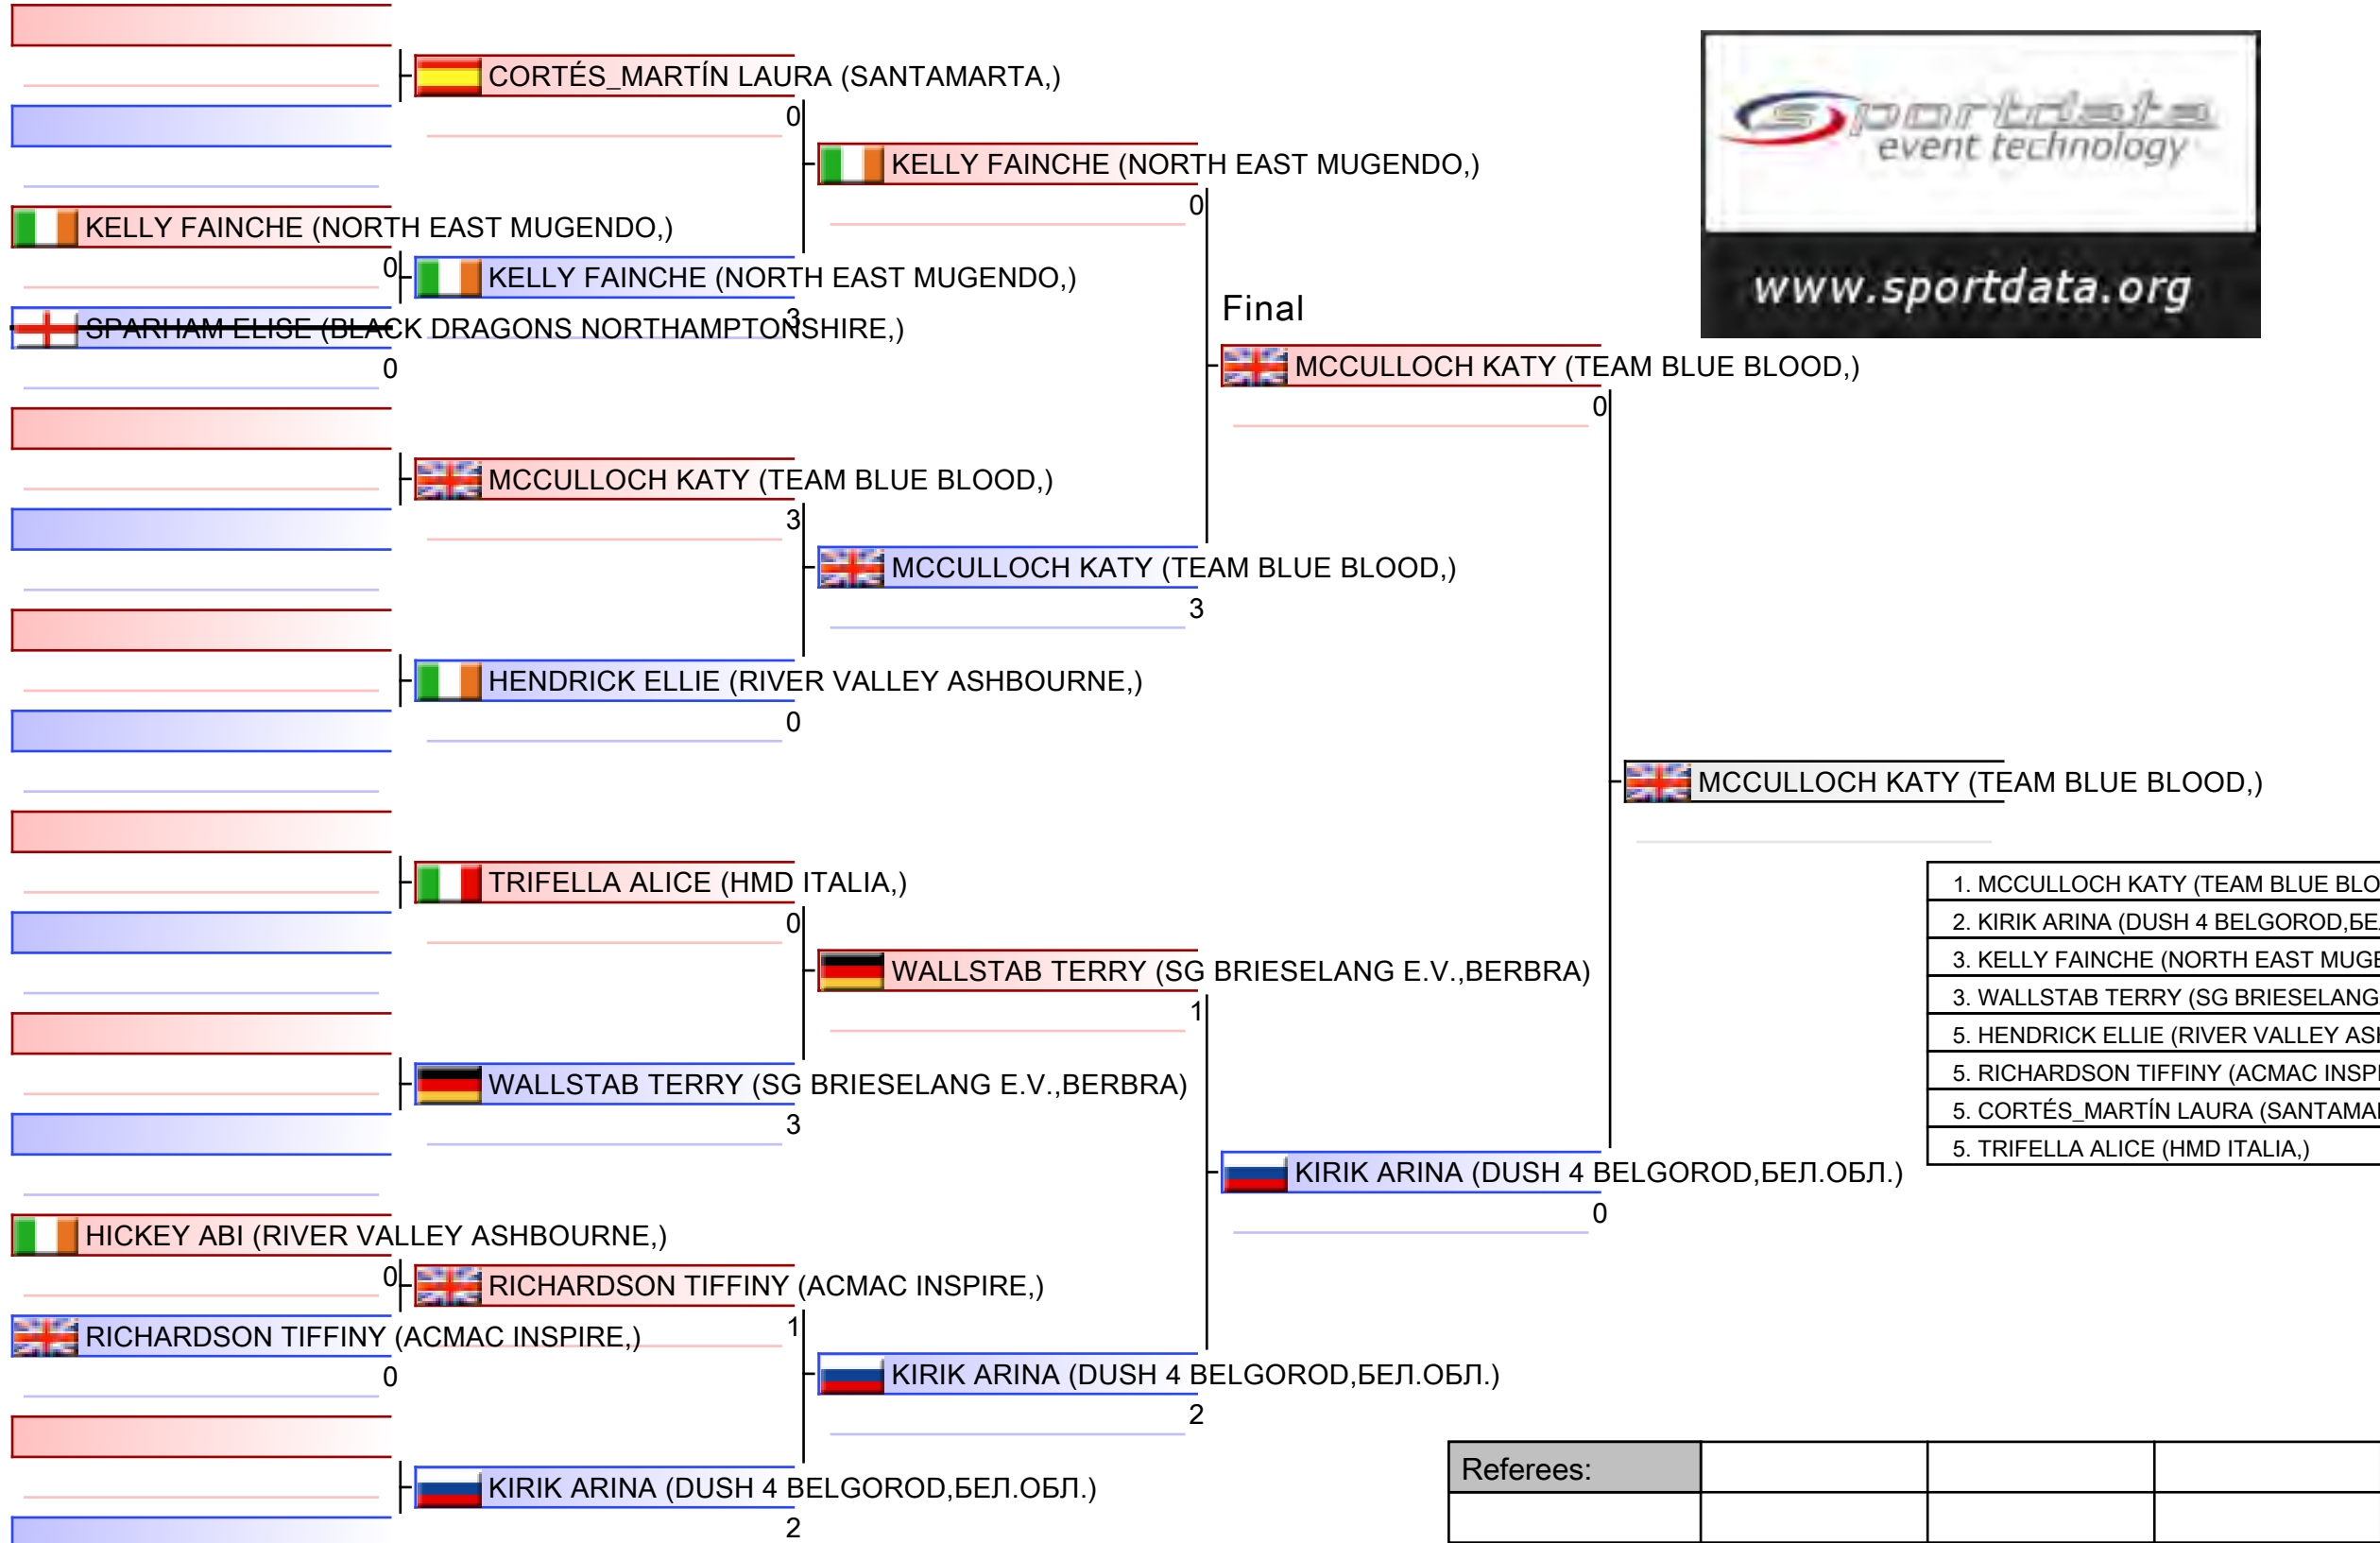 CORTÉS_MARTÍN LAURA (SANTAMARTA,)
0
KELLY FAINCHE (NORTH EAST MUGENDO,)
0
KELLY FAINCHE (NORTH EAST MUGENDO,)
0
KELLY FAINCHE (NORTH EAST MUGENDO,)
3
SPARHAM ELISE (BLACK DRAGONS NORTHAMPTONSHIRE,)
0
sportdata
event technology
www.sportdata.org
Final
MCCULLOCH KATY (TEAM BLUE BLOOD,)
0
MCCULLOCH KATY (TEAM BLUE BLOOD,)
3
MCCULLOCH KATY (TEAM BLUE BLOOD,)
3
HENDRICK ELLIE (RIVER VALLEY ASHBOURNE,)
0
MCCULLOCH KATY (TEAM BLUE BLOOD,)
TRIFELLA ALICE (HMD ITALIA,)
0
WALLSTAB TERRY (SG BRIESELANG E.V.,BERBRA)
1
WALLSTAB TERRY (SG BRIESELANG E.V.,BERBRA)
3
KIRIK ARINA (DUSH 4 BELGOROD,БЕЛ.ОБЛ.)
0
1. MCCULLOCH KATY (TEAM BLUE BLO
2. KIRIK ARINA (DUSH 4 BELGOROD,БЕ
3. KELLY FAINCHE (NORTH EAST MUGE
3. WALLSTAB TERRY (SG BRIESELANG
5. HENDRICK ELLIE (RIVER VALLEY ASH
5. RICHARDSON TIFFINY (ACMAC INSPI
5. CORTÉS_MARTÍN LAURA (SANTAMA
5. TRIFELLA ALICE (HMD ITALIA,)
HICKEY ABI (RIVER VALLEY ASHBOURNE,)
0
RICHARDSON TIFFINY (ACMAC INSPIRE,)
1
RICHARDSON TIFFINY (ACMAC INSPIRE,)
0
KIRIK ARINA (DUSH 4 BELGOROD,БЕЛ.ОБЛ.)
2
KIRIK ARINA (DUSH 4 BELGOROD,БЕЛ.ОБЛ.)
2
Referees: